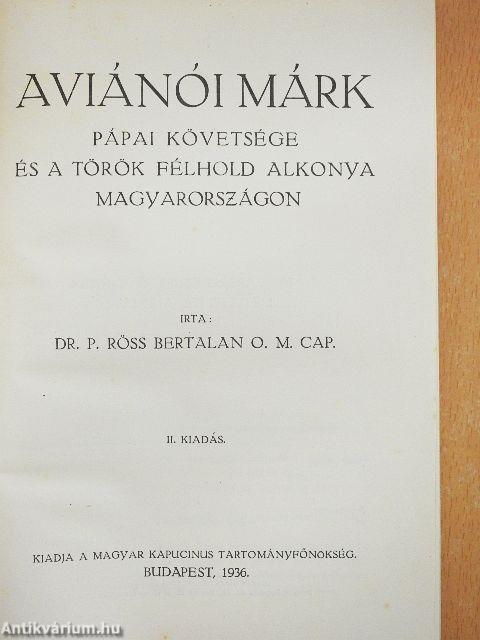 AVIÁNÓI MÁRK
PÁPAI KÖVETSÉGE
ÉS A TÖRÖK FÉLHOLD ALKONYA
MAGYARORSZÁGON
IRTA:
DR. P. RÖSS BERTALAN O. M. CAP.
II. KIADÁS.
KIADJA A MAGYAR KAPUCINUS TARTOMÁNYFŐNÖKSÉG.
BUDAPEST, 1936.
Antikvárium.hu